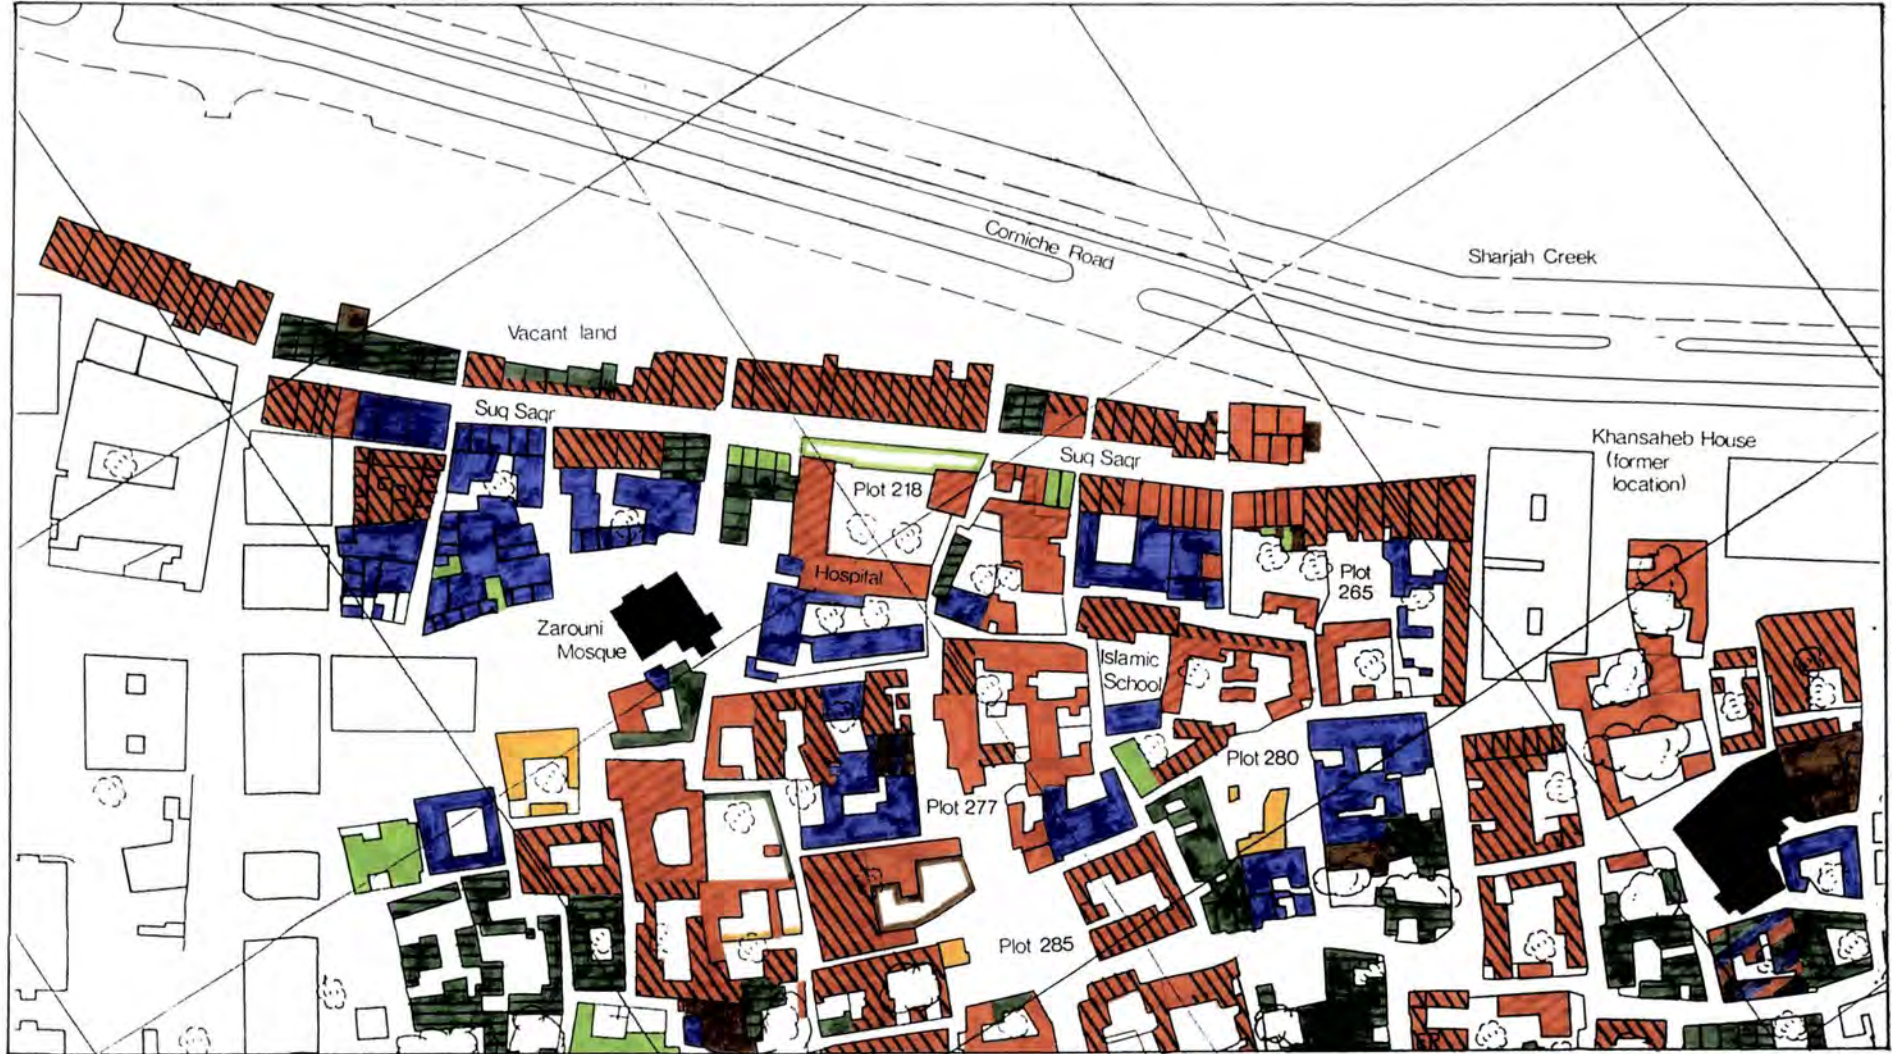 Corniche Road
Sharjah Creek
Vacant land
Suq Saqr
Khansaheb House
(former
location)
Suq Saqr
Plot 218
Hospital
Plot
265
Zarouni
Mosque
Islamic
School
Plot 280
Plot 277
Plot 285